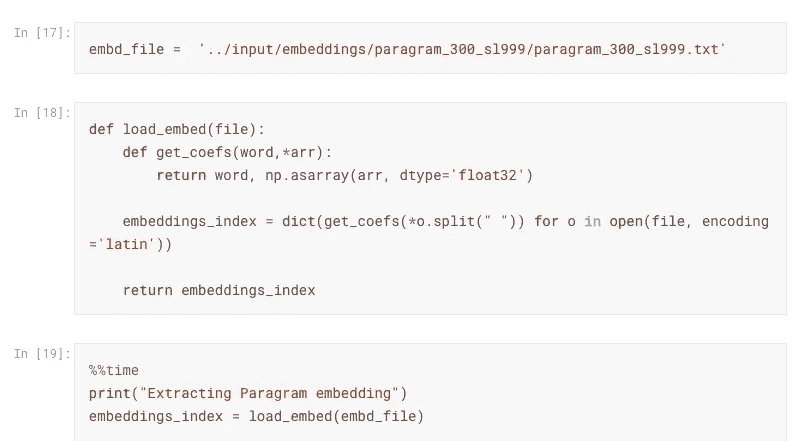 In [17]:
embd_file =  '../input/embeddings/paragram_300_sl999/paragram_300_sl999.txt'
In [18]:
def load_embed(file):
    def get_coefs(word,*arr):
        return word, np.asarray(arr, dtype='float32')
    embeddings_index = dict(get_coefs(*o.split(" ")) for o in open(file, encoding
='latin'))
    return embeddings_index
In [19]:
%%time
print("Extracting Paragram embedding")
embeddings_index = load_embed(embd_file)